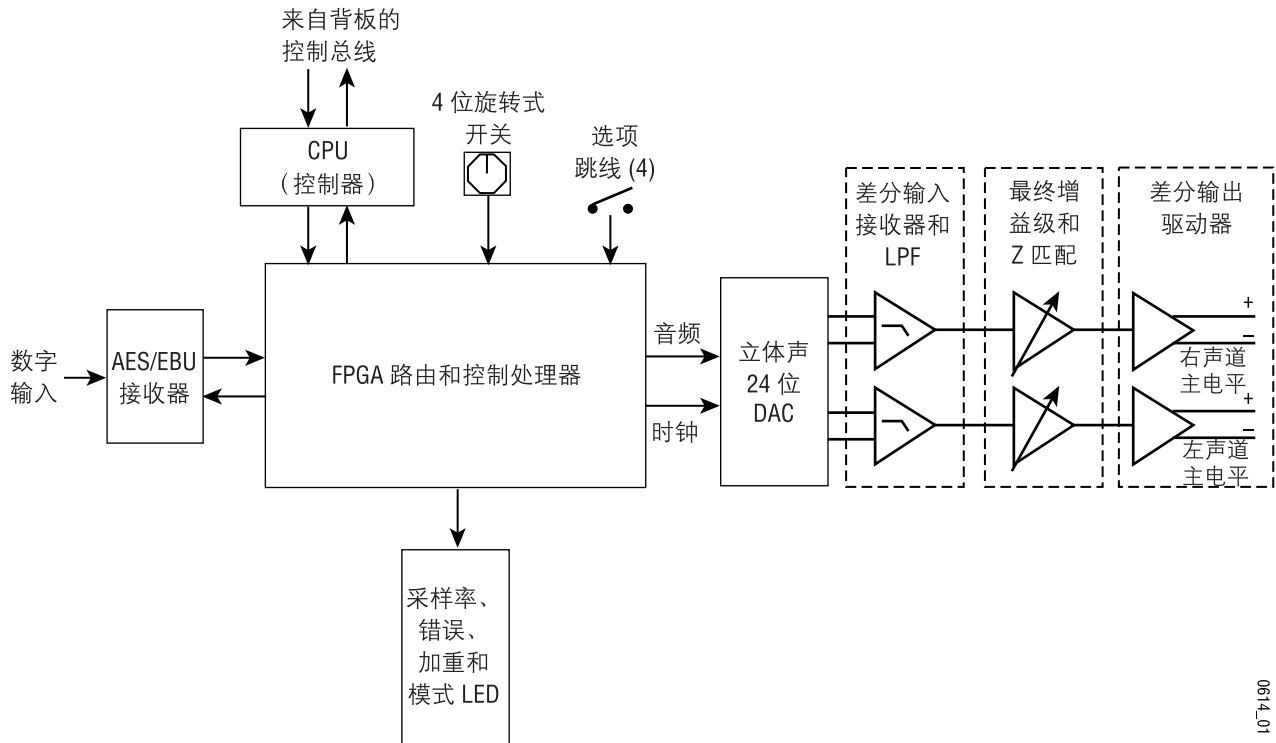 来自背板的
控制总线
CPU
（控制器）
4 位旋转式
开关
选项
跳线 (4)
数字
输入
AES/EBU
接收器
FPGA 路由和控制处理器
音频
时钟
立体声
24 位
DAC
差分输入
接收器和
LPF
最终增
益级和
Z 匹配
差分输出
驱动器
+
–
右声道
主电平
+
–
左声道
主电平
采样率、
错误、
加重和
模式 LED
0614_01